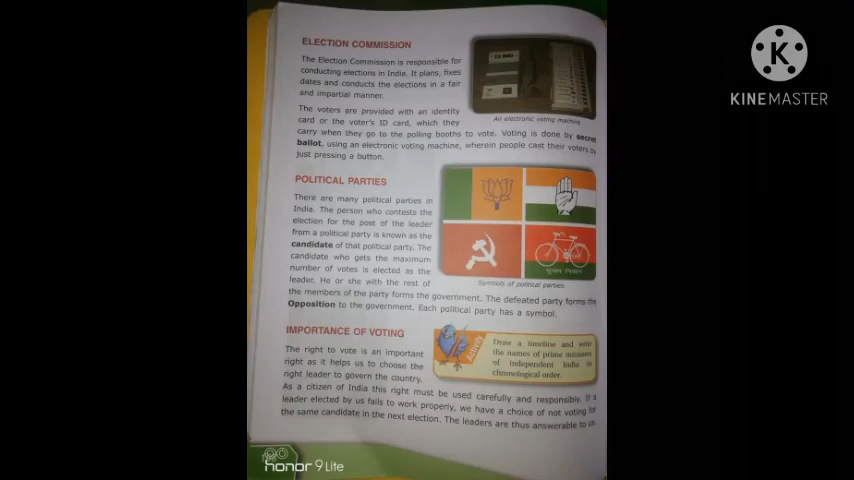 ELECTION COMMISSION
The Election Commission is responsible for
conducting elections in India. It plans, fixes
dates and conducts the elections in a fair
and impartial manner.
The voters are provided with an identity
card or the voter's ID card, which they
An electronic voting machine
carry when they go to the polling booths to vote. Voting is done by secret
ballot, using an electronic voting machine, wherein people cast their voters by
just pressing a button.
POLITICAL PARTIES
There are many political parties in
India. The person who contests the
election for the post of the leader
from a political party is known as the
candidate of that political party. The
candidate who gets the maximum
number of votes is elected as the
leader. He or she with the rest of
चुनाव निशान
Symbols of political parties.
the members of the party forms the government. The defeated party forms the
Opposition to the government. Each political party has a symbol.
IMPORTANCE OF VOTING
The right to vote is an important
right as it helps us to choose the
right leader to govern the country.
Activity
Draw a timeline and write
the names of prime ministers
of independent India in
chronological order.
As a citizen of India this right must be used carefully and responsibly. If a
leader elected by us fails to work properly, we have a choice of not voting for
the same candidate in the next election. The leaders are thus answerable to us.
honor 9 Lite
KINEMASTER